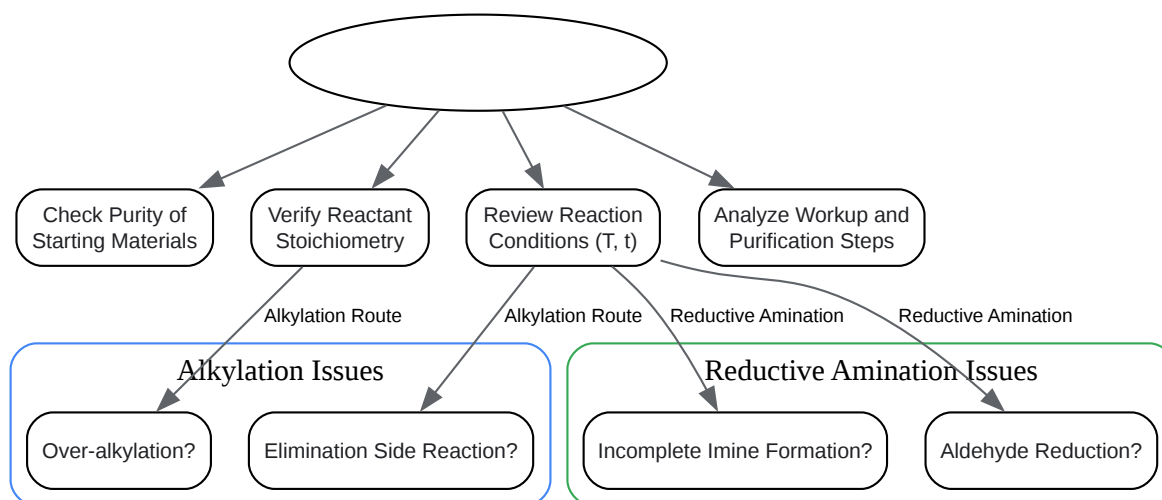 Check Purity of
Starting Materials
Verify Reactant
Stoichiometry
Review Reaction
Conditions (T, t)
Analyze Workup and
Purification Steps
Alkylation Route
Alkylation Route
Reductive Amination
Reductive Amination
Alkylation Issues
Reductive Amination Issues
Over-alkylation?
Elimination Side Reaction?
Incomplete Imine Formation?
Aldehyde Reduction?